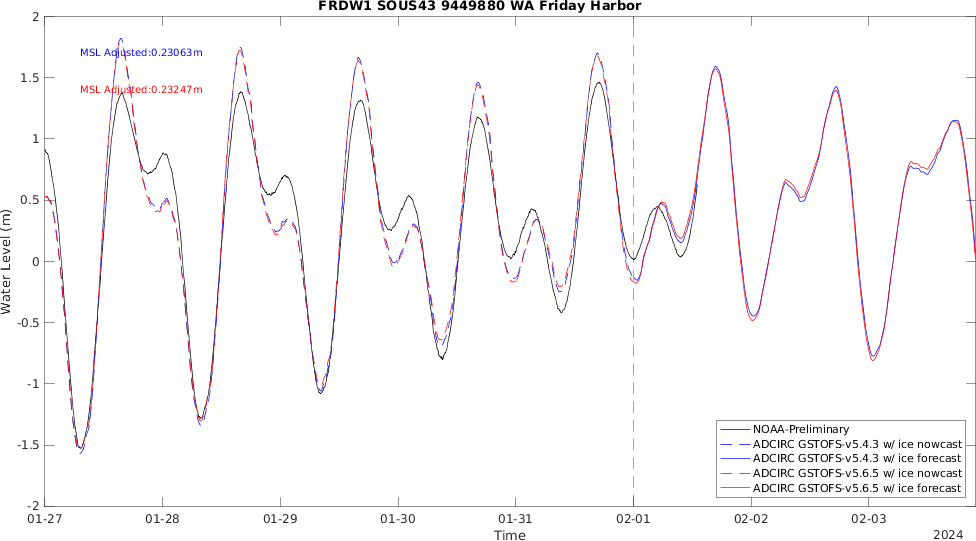 FRDW1 SOUS43 9449880 WA Friday Harbor
2
1.5
1
0.5
0
-0.5
-1
-1.5
-2
Water Level (m)
MSL Adjusted:0.23063m
MSL Adjusted:0.23247m
NOAA-Preliminary
ADCIRC GSTOFS-v5.4.3 w/ ice nowcast
ADCIRC GSTOFS-v5.4.3 w/ ice forecast
ADCIRC GSTOFS-v5.6.5 w/ ice nowcast
ADCIRC GSTOFS-v5.6.5 w/ ice forecast
01-27 01-28 01-29 01-30 01-31 02-01 02-02 02-03
Time
2024